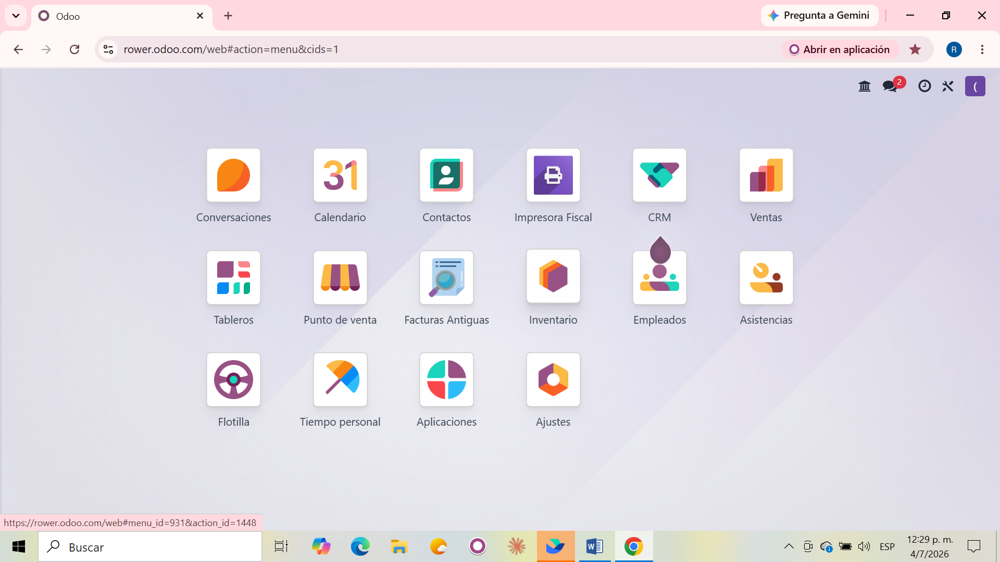 Odoo
Pregunta a Gemini
rower.odoo.com/web#action=menu&cids=1
Abrir en aplicación
R
2
(
31
Conversaciones
Calendario
Contactos
Impresora Fiscal
CRM
Ventas
Tableros
Punto de venta
Facturas Antiguas
Inventario
Empleados
Asistencias
Flotilla
Tiempo personal
Aplicaciones
Ajustes
https://rower.odoo.com/web#menu_id=931&action_id=1448
Buscar
W
ESP
12:29 p. m.
4/7/2026